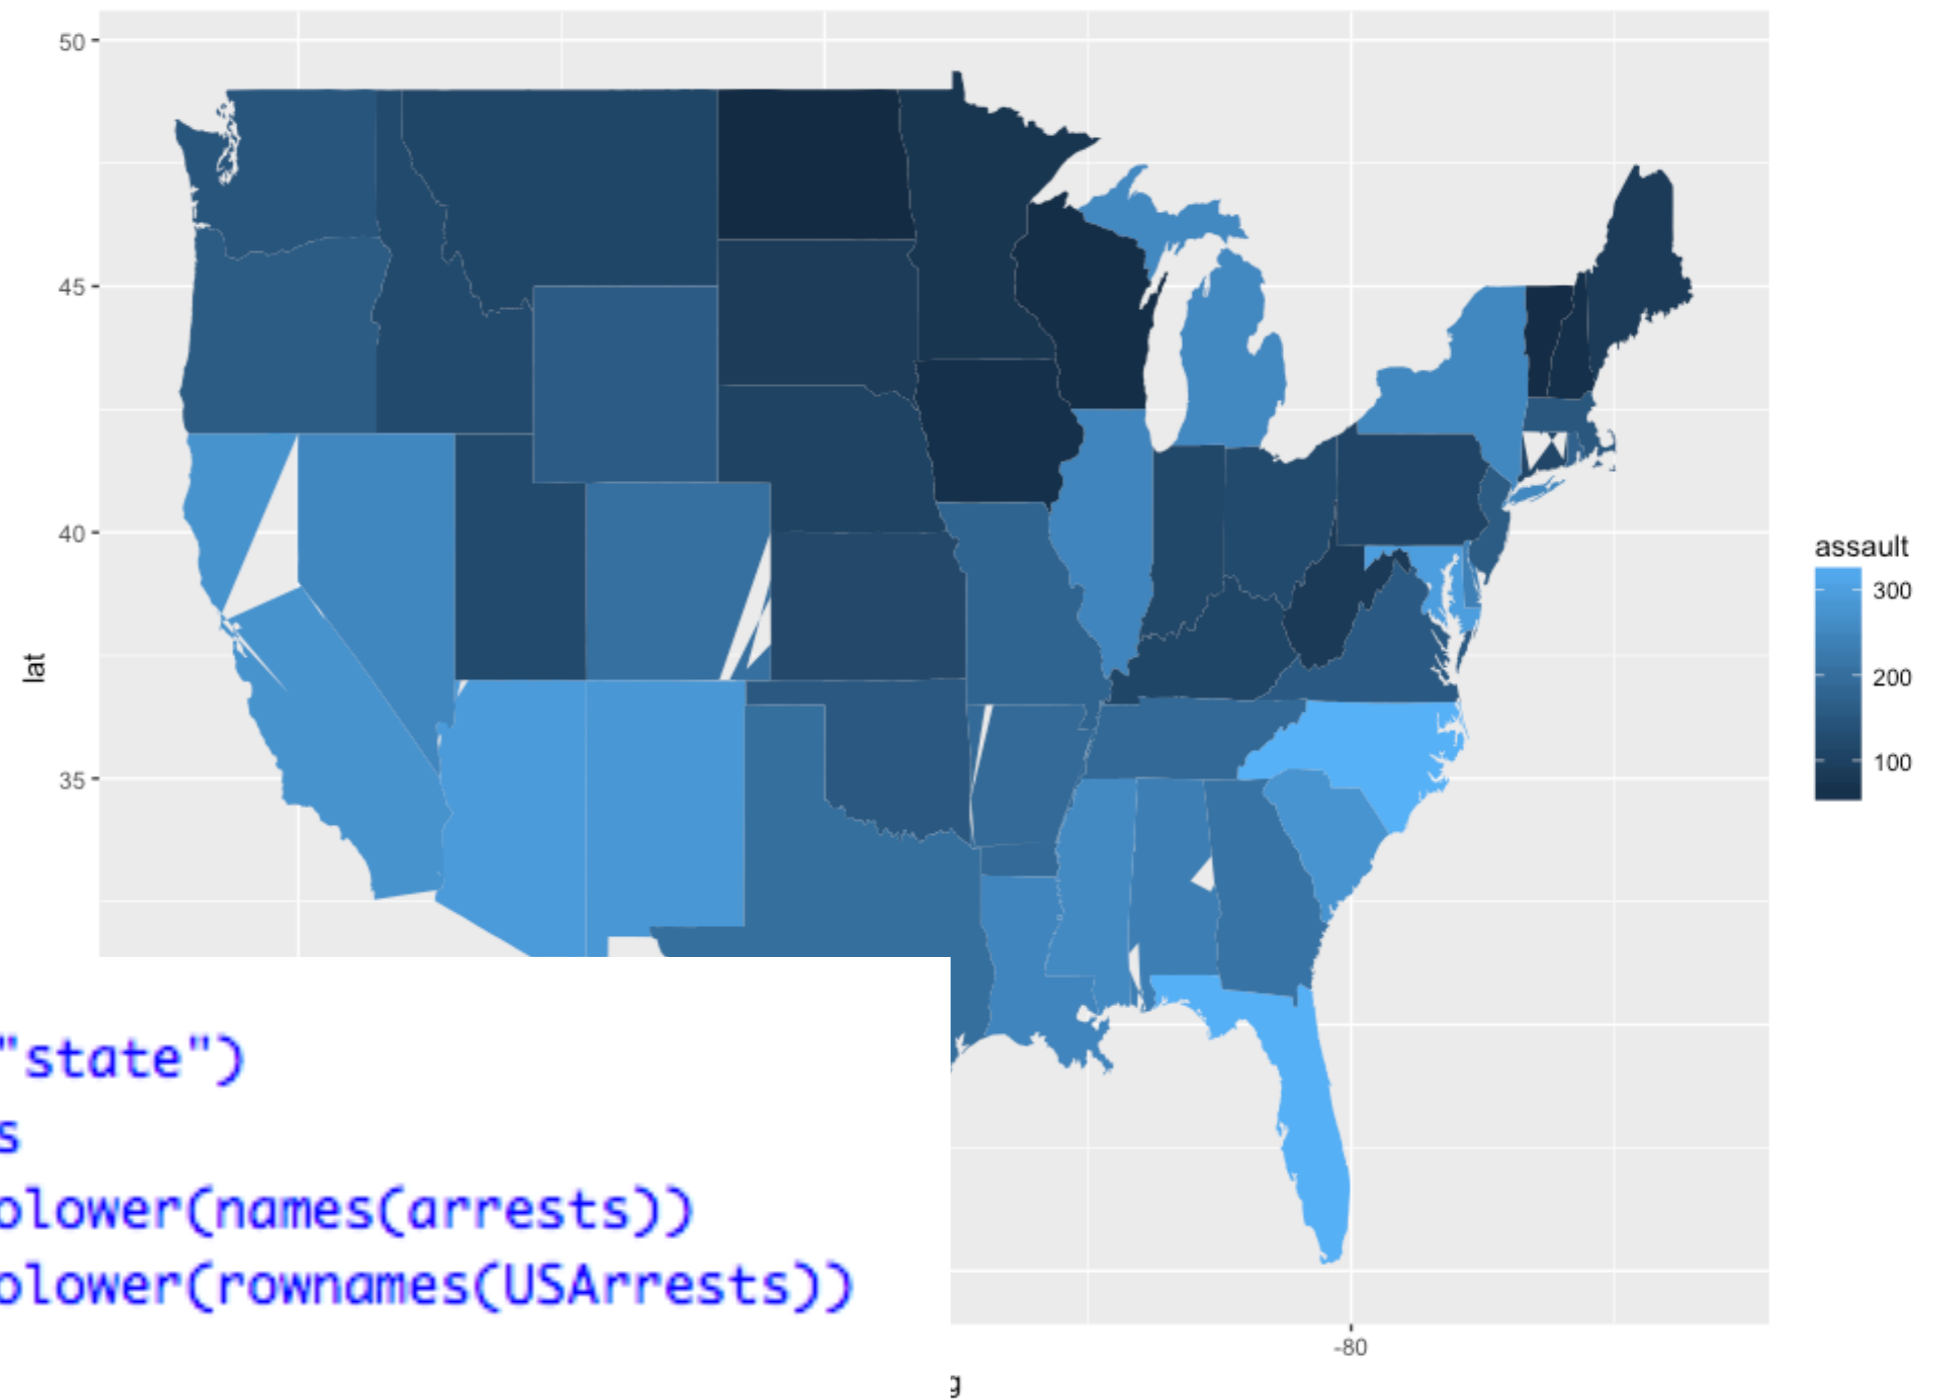 50
45
40
35
lat
assault
300
200
100
"state")
s
olower(names(arrests))
olower(rownames(USArrests))
-80
g